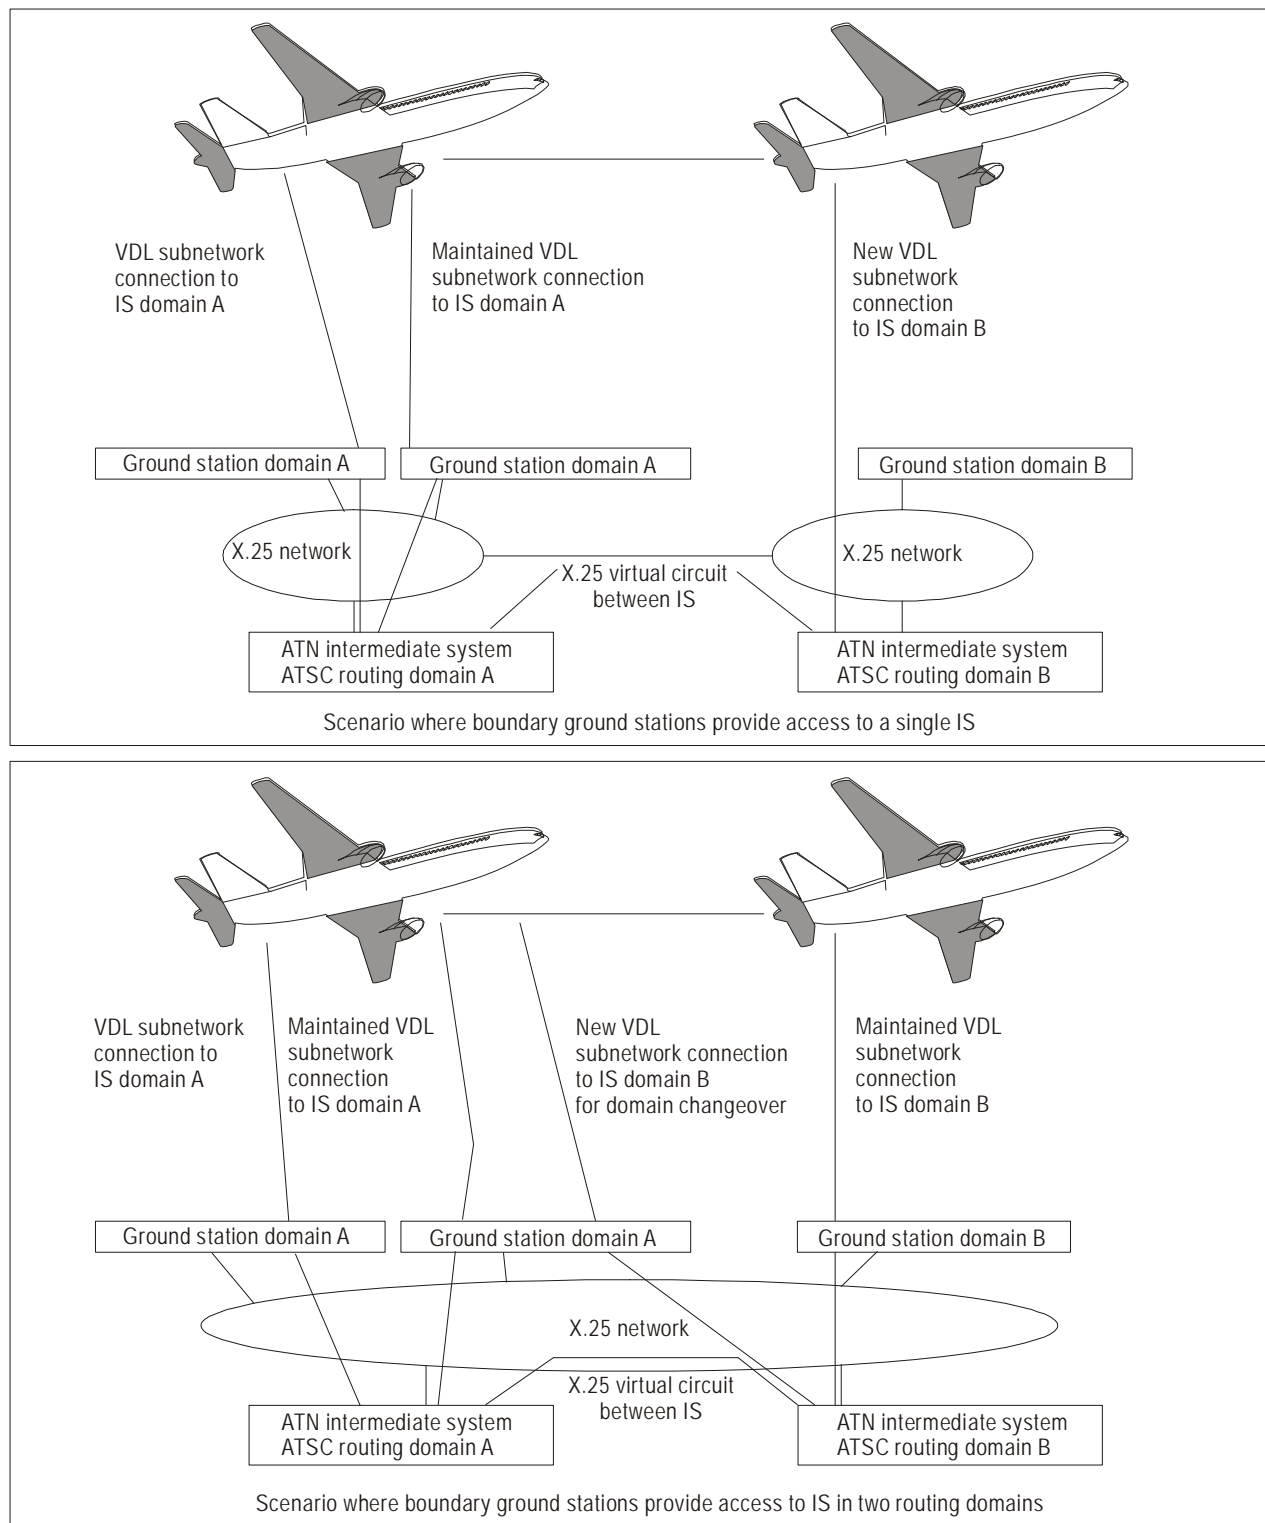 VDL subnetwork
connection to
IS domain A
Maintained VDL
subnetwork connection
to IS domain A
New VDL
subnetwork
connection
to IS domain B
Ground station domain A
Ground station domain A
Ground station domain B
X.25 network
X.25 network
X.25 virtual circuit
between IS
ATN intermediate system
ATSC routing domain A
ATN intermediate system
ATSC routing domain B
Scenario where boundary ground stations provide access to a single IS
VDL subnetwork
connection to
IS domain A
Maintained VDL
subnetwork
connection
to IS domain A
New VDL
subnetwork connection
to IS domain B
for domain changeover
Maintained VDL
subnetwork
connection
to IS domain B
Ground station domain A
Ground station domain A
Ground station domain B
X.25 network
X.25 virtual circuit
between IS
ATN intermediate system
ATSC routing domain A
ATN intermediate system
ATSC routing domain B
Scenario where boundary ground stations provide access to IS in two routing domains